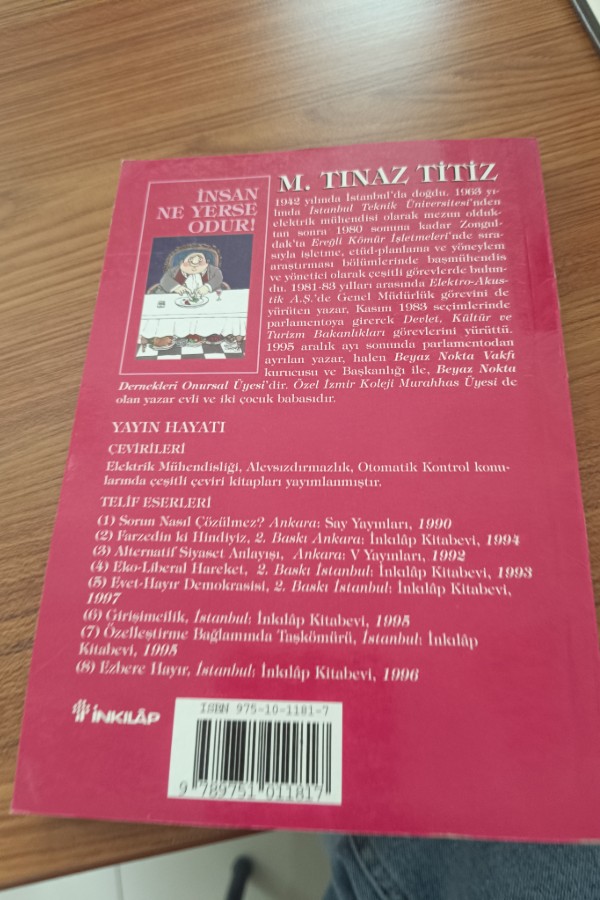 İNSAN
NE YERSE
ODUR!
M. TINAZ TİTİZ
1942 yılında İstanbul'da doğdu. 1963 yı-
lında İstanbul Teknik Üniversitesi'nden
elektrik mühendisi olarak mezun olduk-
tan sonra 1980 sonuna kadar Zongul-
dak'ta Ereğli Kömür İşletmeleri'nde sıra-
sıyla işletme, etüd-planlama ve yöneylem
araştırması bölümlerinde başmühendis
ve yönetici olarak çeşitli görevlerde bulun-
du. 1981-83 yılları arasında Elektro-Akus-
tik A.Ş.'de Genel Müdürlük görevini de
yürüten yazar, Kasım 1983 seçimlerinde
parlamentoya girerek Devlet, Kültür ve
Turizm Bakanlıkları görevlerini yürüttü.
1995 aralık ayı sonunda parlamentodan
ayrılan yazar, halen Beyaz Nokta Vakfı
kurucusu ve Başkanlığı ile, Beyaz Nokta
Dernekleri Onursal Üyesi'dir. Özel İzmir Koleji Murahhas Üyesi de
olan yazar evli ve iki çocuk babasıdır.
YAYIN HAYATI
ÇEVİRİLERİ
Elektrik Mühendisliği, Alevsızdırmazlık, Otomatik Kontrol konu-
larında çeşitli çeviri kitapları yayımlanmıştır.
TELİF ESERLERİ
(1) Sorun Nasıl Çözülmez? Ankara: Say Yayınları, 1990
(2) Farzedin ki Hindiyiz, 2. Baskı Ankara: İnkılâp Kitabevi, 1994
(3) Alternatif Siyaset Anlayışı, Ankara: V Yayınları, 1992
(4) Eko-Liberal Hareket, 2. Baskı İstanbul: İnkılâp Kitabevi, 1993
(5) Evet-Hayır Demokrasisi, 2. Baskı İstanbul: İnkılâp Kitabevi,
1997
(6) Girişimcilik, İstanbul: İnkılâp Kitabevi, 1995
(7) Özelleştirme Bağlamında Taşkömürü, İstanbul: İnkılâp
Kitabevi, 1995
(8) Ezbere Hayır, İstanbul: İnkılâp Kitabevi, 1996
İNKILÂP
ISBN 975-10-1181-7
9 789751 011817